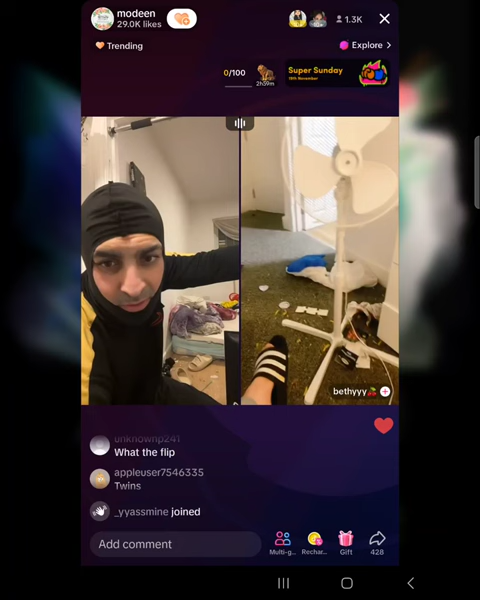 modeen
29.0K likes
1.3K
Trending
Explore >
0/100
2h59m
Super Sunday
bethyyy🍒
unknownp241
What the flip
appleuser7546335
Twins
_yyassmine joined
Add comment
Multi-g...
Rechar...
Gift
428